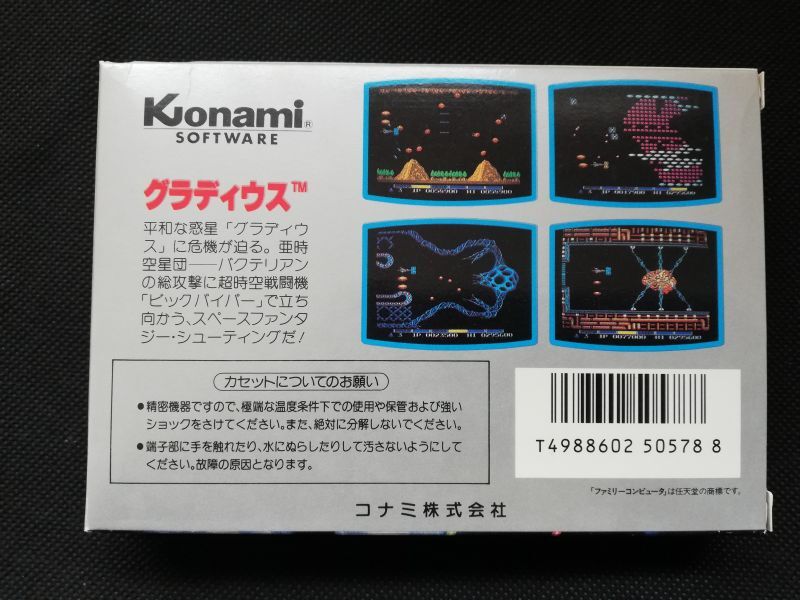 Konami®
SOFTWARE
グラディウス™
平和な惑星「グラディウ
ス」に危機が迫る。亜時
空星団──バクテリアン
の総攻撃に超時空戦闘機
「ビックバイパー」で立ち
向かう、スペースファンタ
ジー・シューティングだ!
カセットについてのお願い
●精密機器ですので、極端な温度条件下での使用や保管および強い
ショックをさけてください。また、絶対に分解しないでください。
●端子部に手を触れたり、水にぬらしたりして汚さないようにして
ください。故障の原因となります。
3 1P 0023500 HI 0295600
3 1P 0077000 HI 0295600
T4988602 50578 8
「ファミリーコンピュータ」は任天堂の商標です。
コナミ株式会社